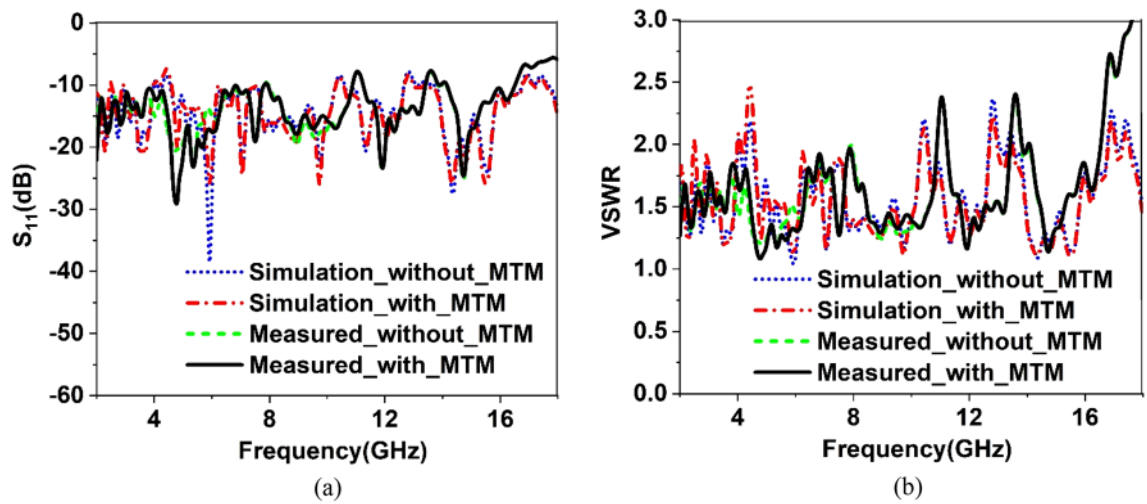 0
-10
-20
-30
-40
-50
-60
S11(dB)
Simulation_without_MTM
Simulation_with_MTM
Measured_without_MTM
Measured_with_MTM
4 8 12 16
Frequency(GHz)
(a)
3.0
2.5
2.0
1.5
1.0
0.5
0.0
VSWR
Simulation_without_MTM
Simulation_with_MTM
Measured_without_MTM
Measured_with_MTM
4 8 12 16
Frequency(GHz)
(b)